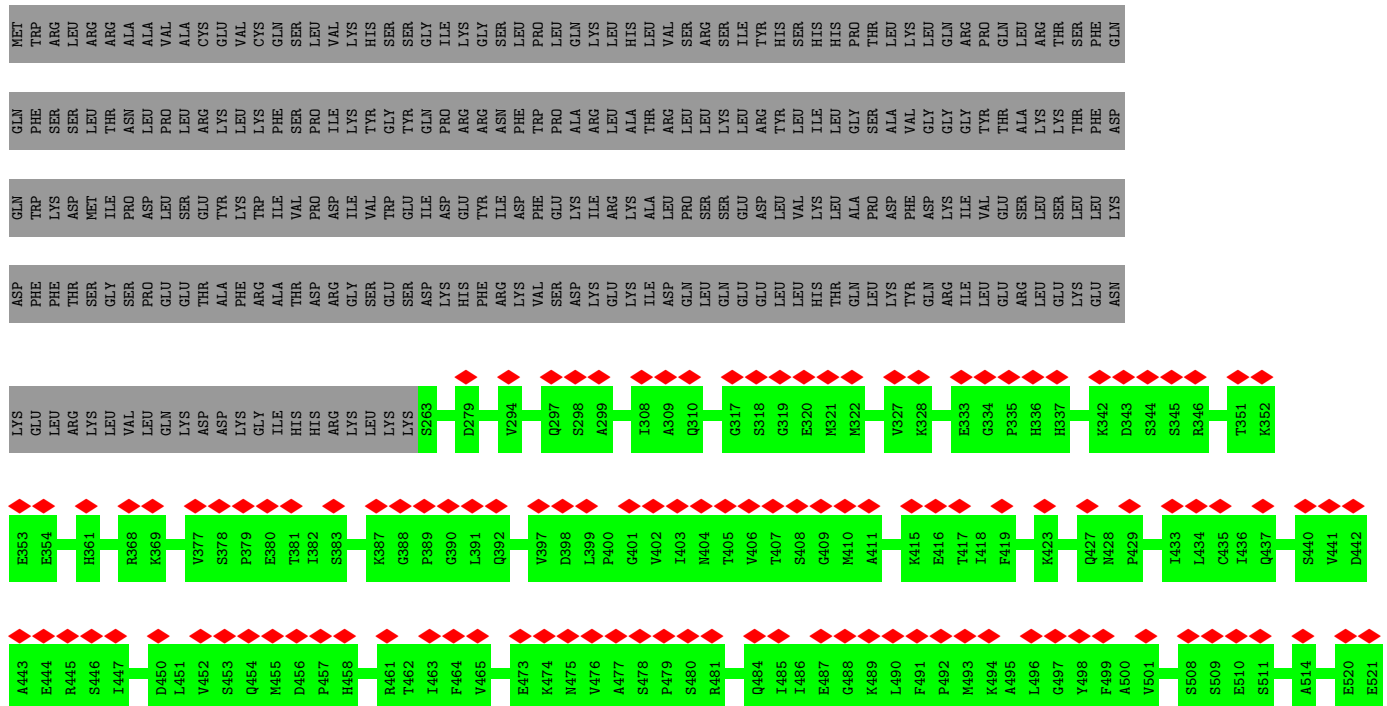 MET TRP ARG LEU ARG ARG ALA ALA VAL ALA CYS GLU VAL CYS GLN SER LEU VAL LYS HIS SER SER GLY ILE LYS GLY SER LEU PRO LEU GLN LYS LEU HIS LEU VAL SER ARG SER ILE TYR HIS SER HIS HIS PRO THR LEU LYS LEU GLN ARG PRO GLN LEU ARG THR SER PHE GLN
GLN PHE SER SER LEU THR ASN LEU PRO LEU ARG LYS LEU LYS PHE SER PRO ILE LYS TYR GLY TYR GLN PRO ARG ARG ASN PHE TRP PRO ALA ARG LEU ALA THR ARG LEU LEU LYS LEU ARG TYR LEU ILE LEU GLY SER ALA VAL GLY GLY GLY TYR THR ALA LYS LYS THR PHE ASP
GLN TRP LYS ASP MET ILE PRO ASP LEU SER GLU TYR LYS TRP ILE VAL PRO ASP ILE VAL TRP GLU ILE ASP GLU TYR ILE ASP PHE GLU LYS ILE ARG LYS ALA LEU PRO SER SER GLU ASP LEU VAL LYS LEU ALA PRO ASP PHE ASP LYS ILE VAL GLU SER LEU SER LEU LEU LYS
ASP PHE PHE THR SER GLY SER PRO GLU GLU THR ALA PHE ARG ALA THR ASP ARG GLY SER GLU SER ASP LYS HIS PHE ARG LYS VAL SER ASP LYS GLU LYS ILE ASP GLN LEU GLN GLU GLU LEU LEU HIS THR GLN LEU LYS TYR GLN ARG ILE LEU GLU ARG LEU GLU LYS GLU ASN
LYS GLU LEU ARG LYS LEU VAL LEU GLN LYS ASP ASP LYS GLY ILE HIS HIS ARG LYS LEU LYS LYS S263 D279 V294 Q297 S298 A299 I308 A309 Q310 G317 S318 G319 E320 M321 M322 V327 K328 E333 G334 P335 H336 H337 K342 D343 S344 S345 R346 T351 K352
E353 E354 H361 R368 K369 V377 S378 P379 E380 T381 I382 S383 K387 G388 P389 G390 L391 Q392 V397 D398 L399 P400 G401 V402 I403 N404 T405 V406 T407 S408 G409 M410 A411 K415 E416 T417 I418 F419 K423 Q427 N428 P429 I433 L434 C435 I436 Q437 S440 V441 D442
A443 E444 R445 S446 I447 D450 L451 V452 S453 Q454 M455 D456 P457 H458 R461 T462 I463 F464 V465 E473 K474 N475 V476 A477 S478 P479 S480 R481 Q484 I485 I486 E487 G488 K489 L490 F491 P492 M493 K494 A495 L496 G497 Y498 F499 A500 V501 S508 S509 E510 S511 A514 E520 E521